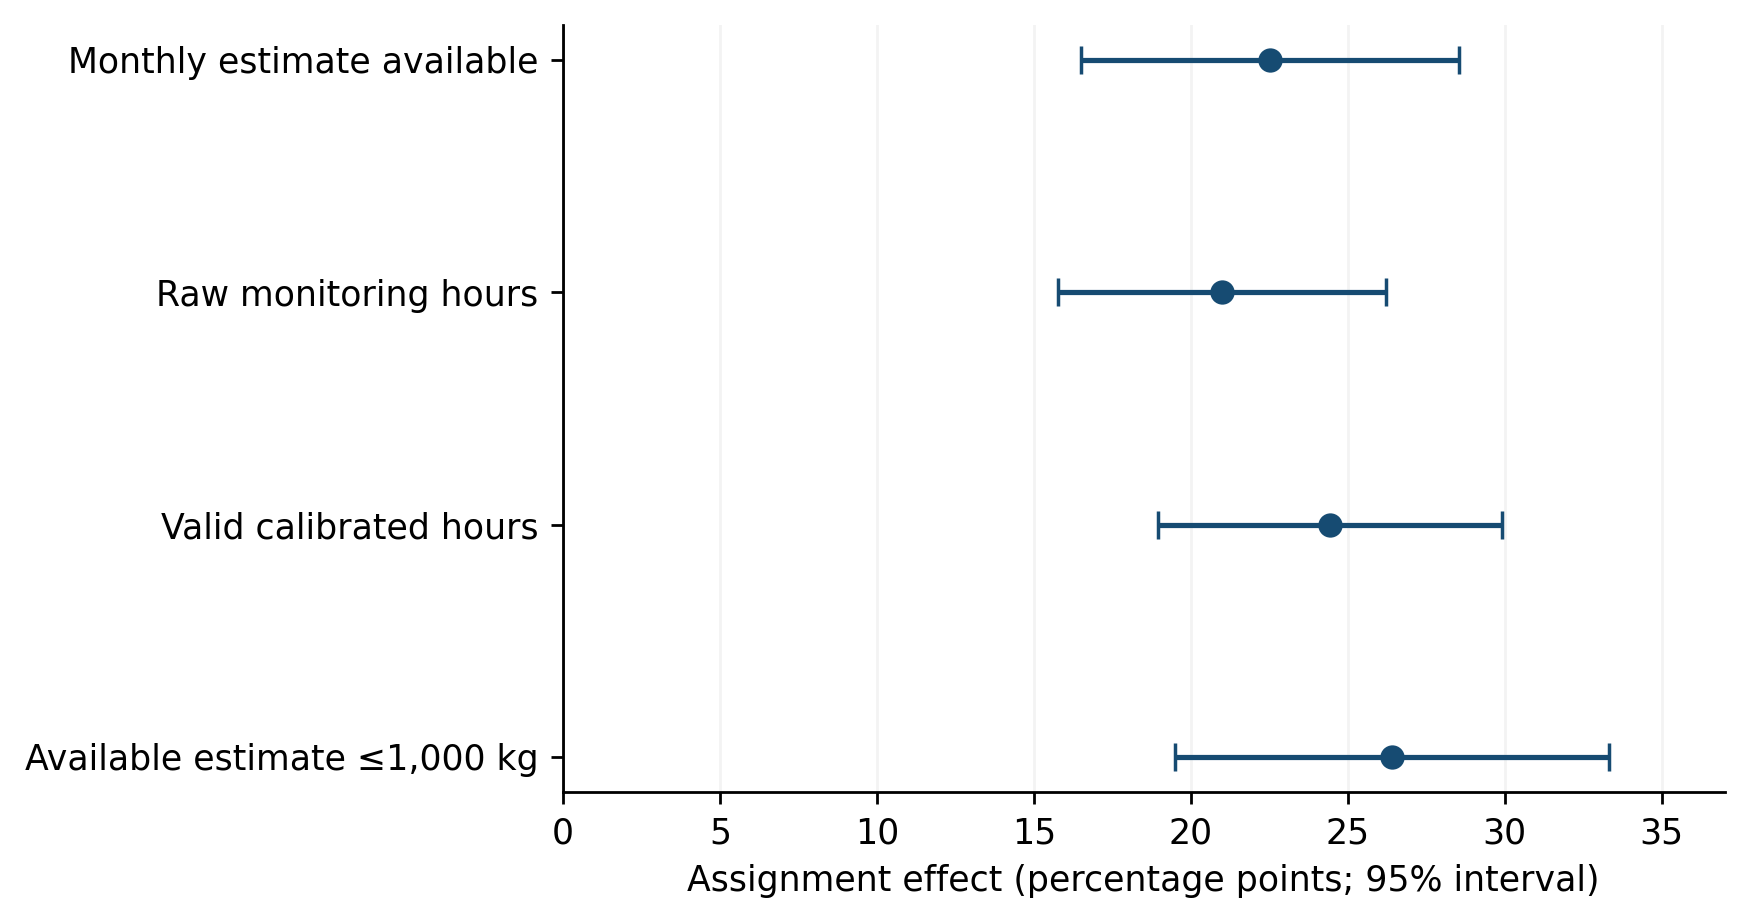 Monthly estimate available
Raw monitoring hours
Valid calibrated hours
Available estimate ≤1,000 kg
0 5 10 15 20 25 30 35
Assignment effect (percentage points; 95% interval)